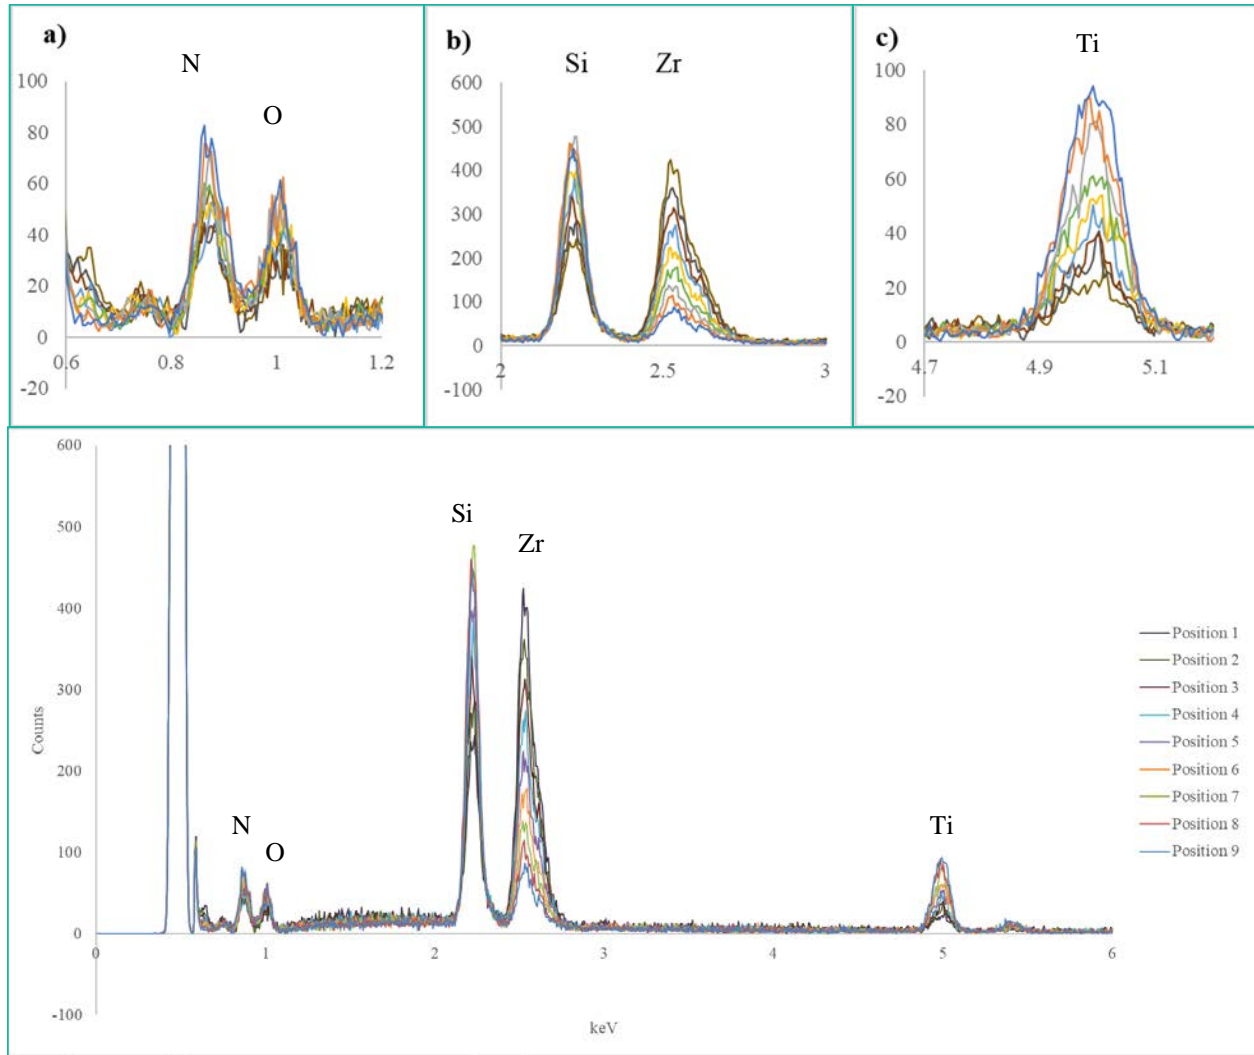 a)
N
O
100
80
60
40
20
0
-20
0.6
0.8
1
1.2
b)
Si
Zr
600
500
400
300
200
100
0
-100
2
2.5
3
c)
Ti
100
80
60
40
20
0
-20
4.7
4.9
5.1
600
500
400
300
200
100
0
-100
Counts
Si
Zr
N
O
Ti
0
1
2
3
4
5
6
keV
Position 1
Position 2
Position 3
Position 4
Position 5
Position 6
Position 7
Position 8
Position 9